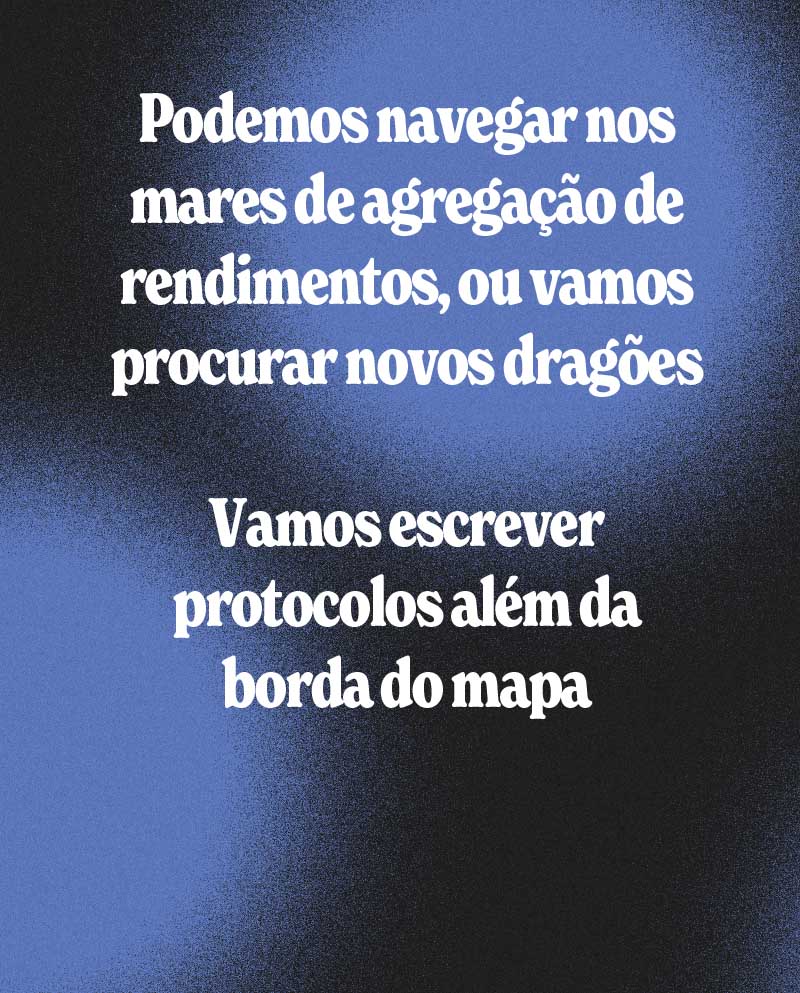 Podemos navegar nos
mares de agregação de
rendimentos, ou vamos
procurar novos dragões
Vamos escrever
protocolos além da
borda do mapa